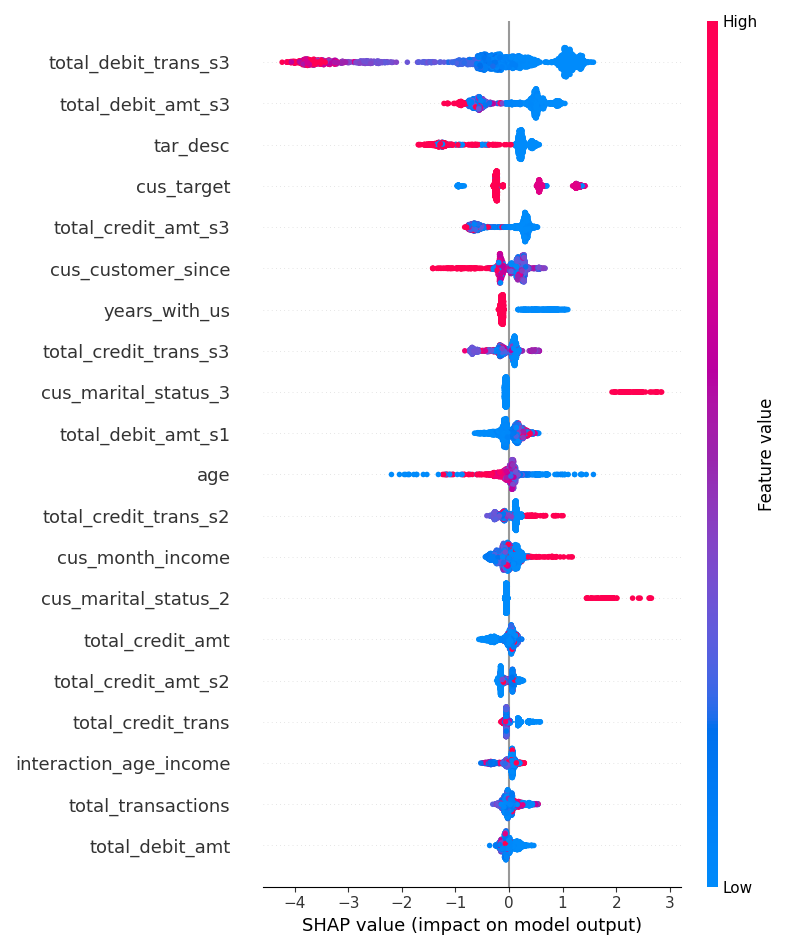 High
total_debit_trans_s3
total_debit_amt_s3
tar_desc
cus_target
total_credit_amt_s3
cus_customer_since
years_with_us
total_credit_trans_s3
cus_marital_status_3
total_debit_amt_s1
age
total_credit_trans_s2
cus_month_income
cus_marital_status_2
total_credit_amt
total_credit_amt_s2
total_credit_trans
interaction_age_income
total_transactions
total_debit_amt
Feature value
Low
−4 −3 −2 −1 0 1 2 3
SHAP value (impact on model output)